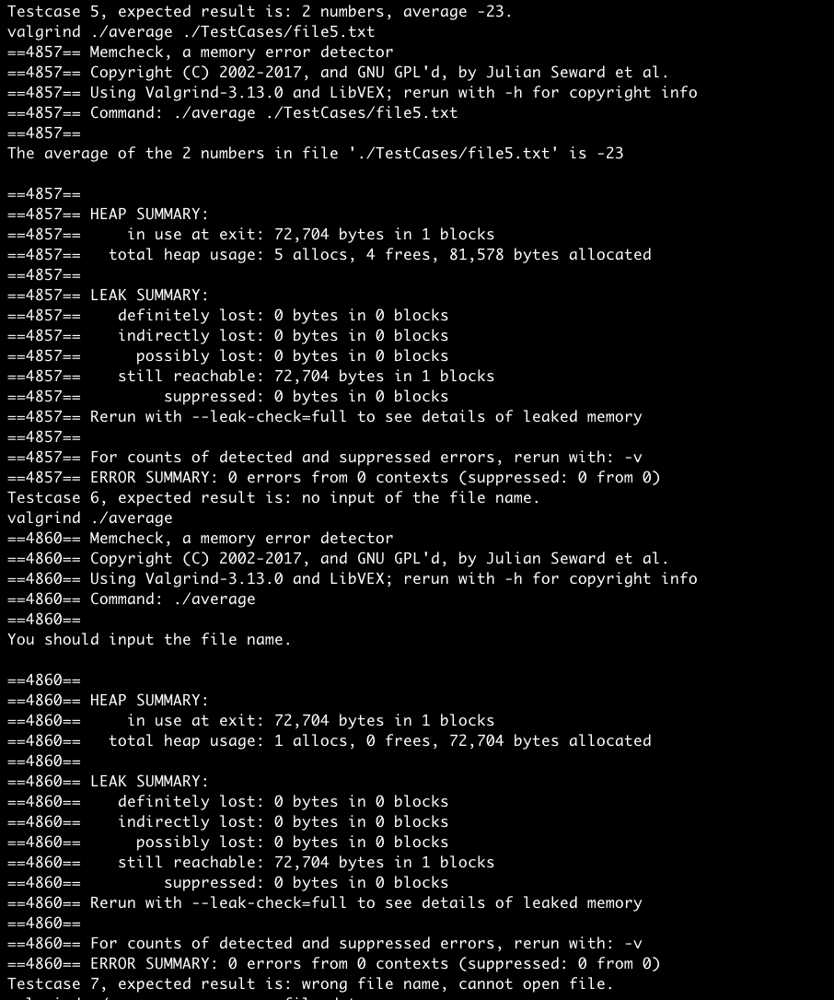 Testcase 5, expected result is: 2 numbers, average -23.
valgrind ./average ./TestCases/file5.txt
==4857== Memcheck, a memory error detector
==4857== Copyright (C) 2002-2017, and GNU GPL'd, by Julian Seward et al.
==4857== Using Valgrind-3.13.0 and LibVEX; rerun with -h for copyright info
==4857== Command: ./average ./TestCases/file5.txt
==4857==
The average of the 2 numbers in file './TestCases/file5.txt' is -23
==4857==
==4857== HEAP SUMMARY:
==4857==     in use at exit: 72,704 bytes in 1 blocks
==4857==   total heap usage: 5 allocs, 4 frees, 81,578 bytes allocated
==4857==
==4857== LEAK SUMMARY:
==4857==    definitely lost: 0 bytes in 0 blocks
==4857==    indirectly lost: 0 bytes in 0 blocks
==4857==      possibly lost: 0 bytes in 0 blocks
==4857==    still reachable: 72,704 bytes in 1 blocks
==4857==         suppressed: 0 bytes in 0 blocks
==4857== Rerun with --leak-check=full to see details of leaked memory
==4857==
==4857== For counts of detected and suppressed errors, rerun with: -v
==4857== ERROR SUMMARY: 0 errors from 0 contexts (suppressed: 0 from 0)
Testcase 6, expected result is: no input of the file name.
valgrind ./average
==4860== Memcheck, a memory error detector
==4860== Copyright (C) 2002-2017, and GNU GPL'd, by Julian Seward et al.
==4860== Using Valgrind-3.13.0 and LibVEX; rerun with -h for copyright info
==4860== Command: ./average
==4860==
You should input the file name.
==4860==
==4860== HEAP SUMMARY:
==4860==     in use at exit: 72,704 bytes in 1 blocks
==4860==   total heap usage: 1 allocs, 0 frees, 72,704 bytes allocated
==4860==
==4860== LEAK SUMMARY:
==4860==    definitely lost: 0 bytes in 0 blocks
==4860==    indirectly lost: 0 bytes in 0 blocks
==4860==      possibly lost: 0 bytes in 0 blocks
==4860==    still reachable: 72,704 bytes in 1 blocks
==4860==         suppressed: 0 bytes in 0 blocks
==4860== Rerun with --leak-check=full to see details of leaked memory
==4860==
==4860== For counts of detected and suppressed errors, rerun with: -v
==4860== ERROR SUMMARY: 0 errors from 0 contexts (suppressed: 0 from 0)
Testcase 7, expected result is: wrong file name, cannot open file.